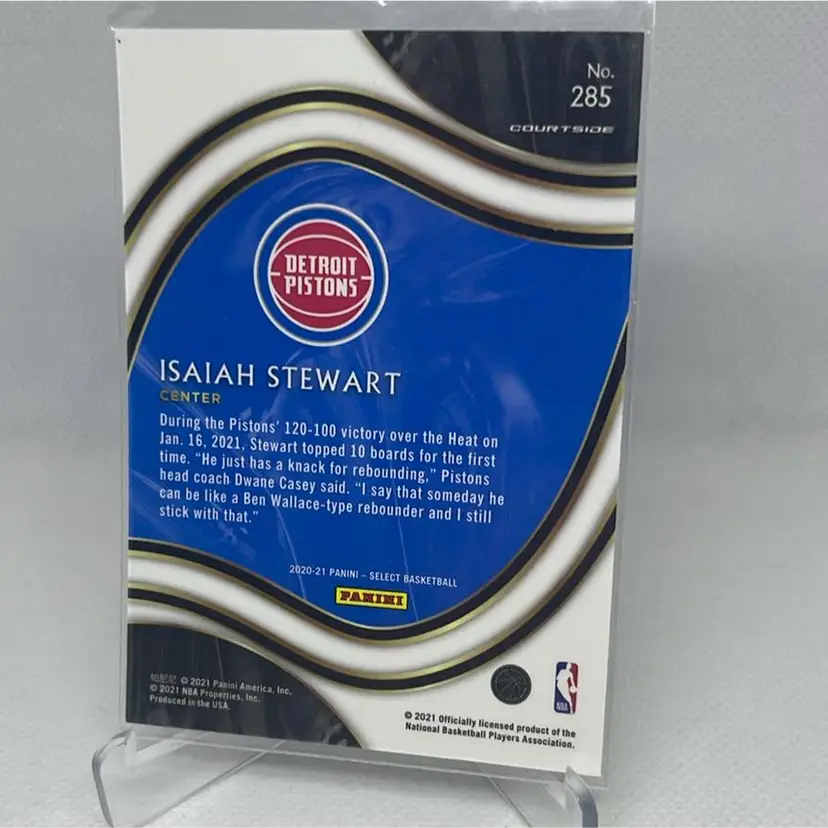 No.
285
COURTSIDE
DETROIT
PISTONS
ISAIAH STEWART
CENTER
During the Pistons' 120-100 victory over the Heat on
Jan. 16, 2021, Stewart topped 10 boards for the first
time. "He just has a knack for rebounding," Pistons
head coach Dwane Casey said. "I say that someday he
can be like a Ben Wallace-type rebounder and I still
stick with that."
2020-21 PANINI – SELECT BASKETBALL
PANINI
帕尼尼 © 2021 Panini America, Inc.
© 2021 NBA Properties, Inc.
Produced in the USA.
NBA
© 2021 Officially licensed product of the
National Basketball Players Association.